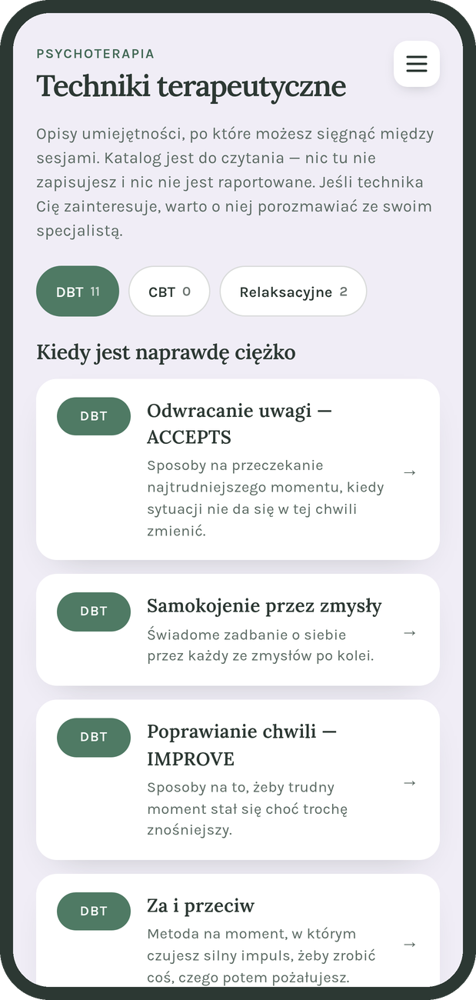 PSYCHOTERAPIA
Techniki terapeutyczne
Opisy umiejętności, po które możesz sięgnąć między
sesjami. Katalog jest do czytania — nic tu nie
zapisujesz i nic nie jest raportowane. Jeśli technika
Cię zainteresuje, warto o niej porozmawiać ze swoim
specjalistą.
DBT 11 CBT 0 Relaksacyjne 2
Kiedy jest naprawdę ciężko
DBT
Odwracanie uwagi —
ACCEPTS
Sposoby na przeczekanie
najtrudniejszego momentu, kiedy
sytuacji nie da się w tej chwili
zmienić.
→
DBT
Samokojenie przez zmysły
Świadome zadbanie o siebie
przez każdy ze zmysłów po kolei.
→
DBT
Poprawianie chwili —
IMPROVE
Sposoby na to, żeby trudny
moment stał się choć trochę
znośniejszy.
→
DBT
Za i przeciw
Metoda na moment, w którym
czujesz silny impuls, żeby zrobić
coś, czego potem pożałujesz.
→